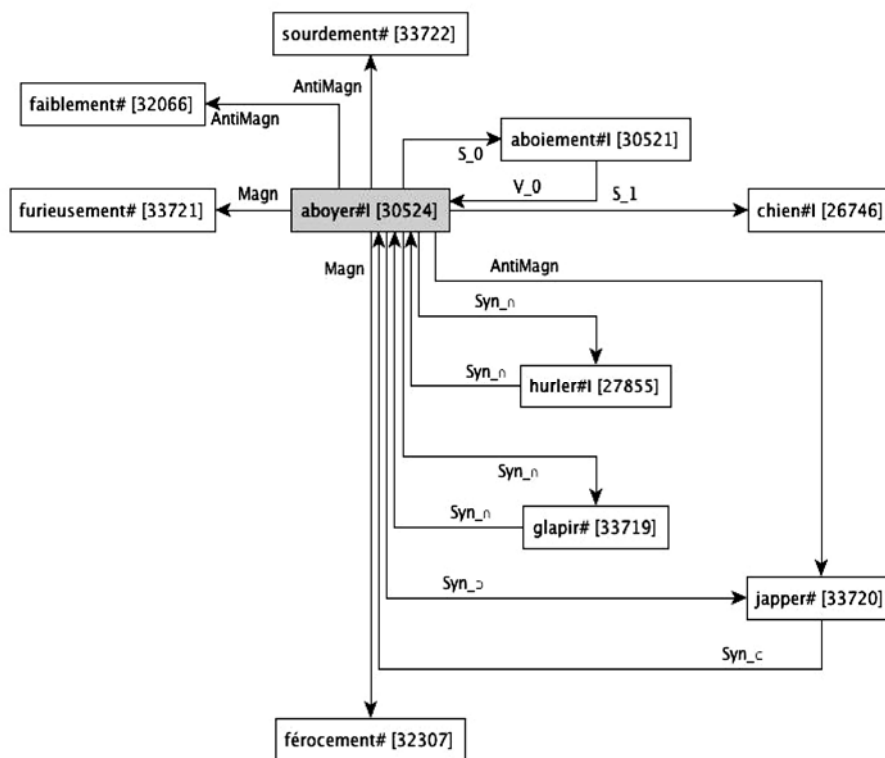 sourdement# [33722]
AntiMagn
faiblement# [32066]
AntiMagn
aboiement#I [30521]
S_0
Magn
V_0
S_1
furieusement# [33721]
aboyer#I [30524]
chien#I [26746]
Magn
AntiMagn
Syn_∩
Syn_∩
hurler#I [27855]
Syn_∩
Syn_∩
glapir# [33719]
Syn_⊃
japper# [33720]
Syn_⊂
férocement# [32307]